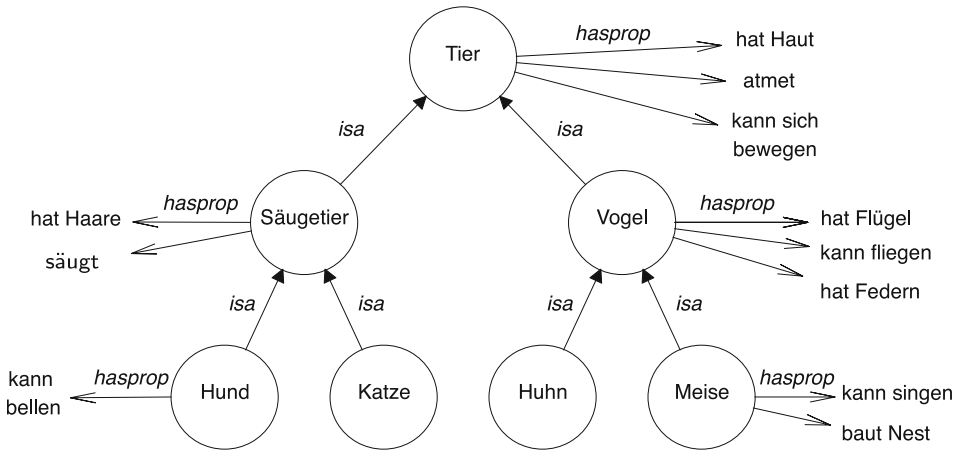 Tier
hasprop
hat Haut
atmet
kann sich
bewegen
isa
isa
hat Haare
hasprop
säugt
Säugetier
Vogel
hasprop
hat Flügel
kann fliegen
hat Federn
isa
isa
isa
isa
kann
bellen
hasprop
Hund
Katze
Huhn
Meise
hasprop
kann singen
baut Nest